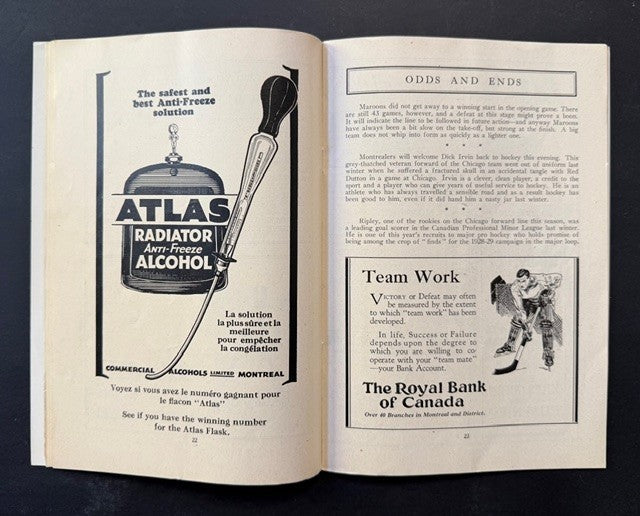 The safest and
best Anti-Freeze
solution
ATLAS
RADIATOR
ANTI-FREEZE
ALCOHOL
La solution
la plus sûre et la
meilleure
pour empêcher
la congélation
COMMERCIAL ALCOHOLS LIMITED MONTREAL
Voyez si vous avez le numéro gagnant pour
le flacon "Atlas"
See if you have the winning number
for the Atlas Flask.
22
ODDS AND ENDS
Maroons did not get away to a winning start in the opening game. There
are still 43 games, however, and a defeat at this stage might prove a boon.
It will indicate the line to be followed in future action—and anyway Maroons
have always been a bit slow on the take-off, but strong at the finish. A big
team does not whip into form as quickly as a lighter one.
* * *
Montrealers will welcome Dick Irvin back to hockey this evening. This
grey-thatched veteran forward of the Chicago team went out of uniform last
winter when he suffered a fractured skull in an accidental tangle with Red
Dutton in a game at Chicago. Irvin is a clever, clean player, a credit to the
sport and a player who can give years of useful service to hockey. He is an
athlete who has always travelled a sensible road and as a result hockey has
been good to him, even if it did hand him a nasty jar last winter.
* * *
Ripley, one of the rookies on the Chicago forward line this season, was
a leading goal scorer in the Canadian Professional Minor League last winter.
He is one of this year's recruits to major pro hockey who holds promise of
being among the crop of "finds" for the 1928-29 campaign in the major loop.
Team Work
VICTORY or Defeat may often
be measured by the extent
to which "team work" has been
developed.
In life, Success or Failure
depends upon the degree to
which you are willing to co-
operate with your "team mate"
—your Bank Account.
The Royal Bank
of Canada
Over 40 Branches in Montreal and District.